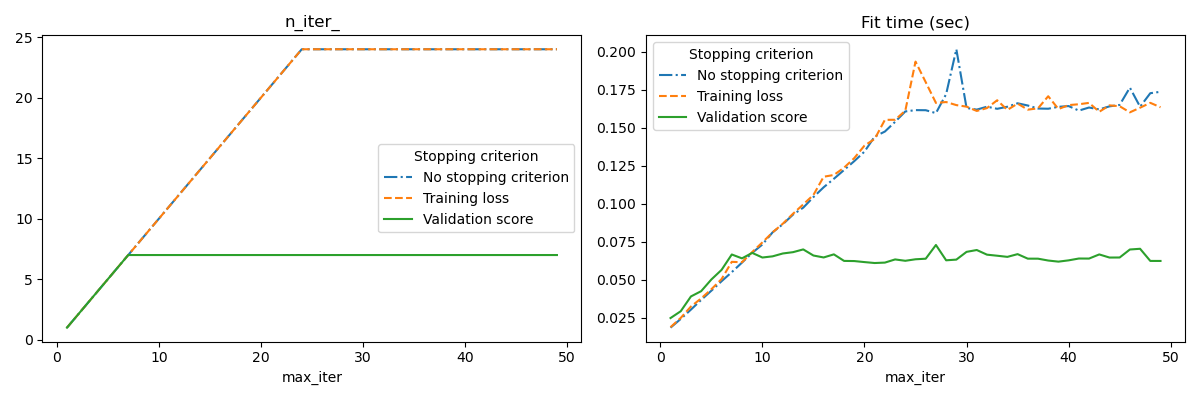 n_iter_
25
20
15
10
5
0
Stopping criterion
No stopping criterion
Training loss
Validation score
0 10 20 30 40 50
max_iter
Fit time (sec)
0.200
0.175
0.150
0.125
0.100
0.075
0.050
0.025
Stopping criterion
No stopping criterion
Training loss
Validation score
0 10 20 30 40 50
max_iter